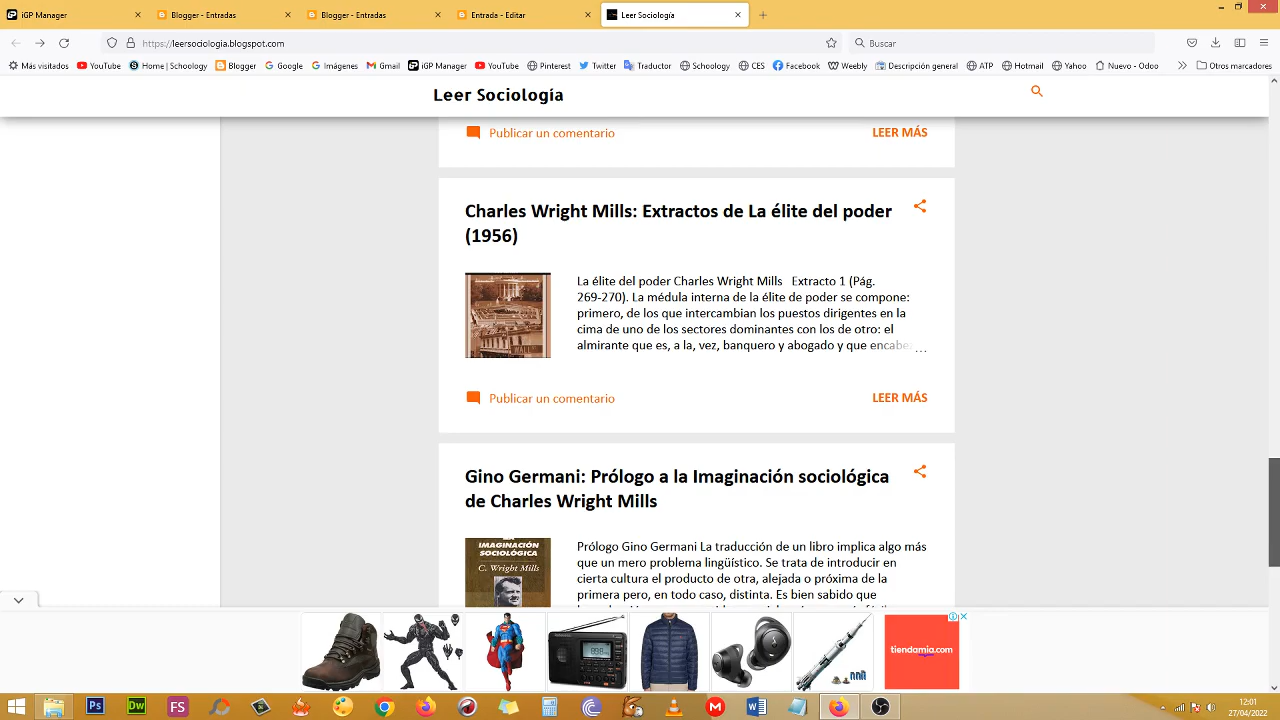 iGP Manager
Blogger - Entradas
Blogger - Entradas
Entrada - Editar
Leer Sociología
https://leersociologia.blogspot.com
Buscar
Más visitados YouTube Home | Schoology Blogger Google Imágenes Gmail iGP Manager YouTube Pinterest Twitter Traductor Schoology CES Facebook Weebly Descripción general ATP Hotmail Yahoo Nuevo - Odoo Otros marcadores
Leer Sociología
Publicar un comentario LEER MÁS
Charles Wright Mills: Extractos de La élite del poder
(1956)
La élite del poder Charles Wright Mills Extracto 1 (Pág.
269-270). La médula interna de la élite de poder se compone:
primero, de los que intercambian los puestos dirigentes en la
cima de uno de los sectores dominantes con los de otro: el
almirante que es, a la, vez, banquero y abogado y que encabe...
Publicar un comentario LEER MÁS
Gino Germani: Prólogo a la Imaginación sociológica
de Charles Wright Mills
IMAGINACIÓN
SOCIOLÓGICA
C. Wright Mills
Prólogo Gino Germani La traducción de un libro implica algo más
que un mero problema lingüístico. Se trata de introducir en
cierta cultura el producto de otra, alejada o próxima de la
primera pero, en todo caso, distinta. Es bien sabido que
tiendamia.com
Ps Dw FS
12:01
27/04/2022